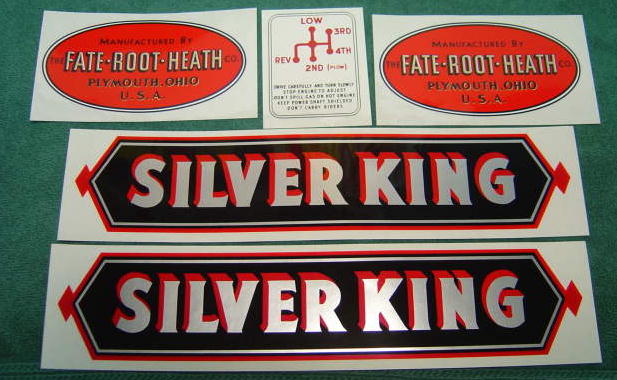 MANUFACTURED BY
THE FATE-ROOT-HEATH CO.
PLYMOUTH, OHIO
U.S.A.
LOW
3RD
4TH
REV
2ND (PLOW)
DRIVE CAREFULLY AND TURN SLOWLY
STOP ENGINE TO ADJUST
DON'T SPILL GAS ON HOT ENGINE
KEEP POWER SHAFT SHIELDED
DON'T CARRY RIDERS
MANUFACTURED BY
THE FATE-ROOT-HEATH CO.
PLYMOUTH, OHIO
U.S.A.
SILVER KING
SILVER KING